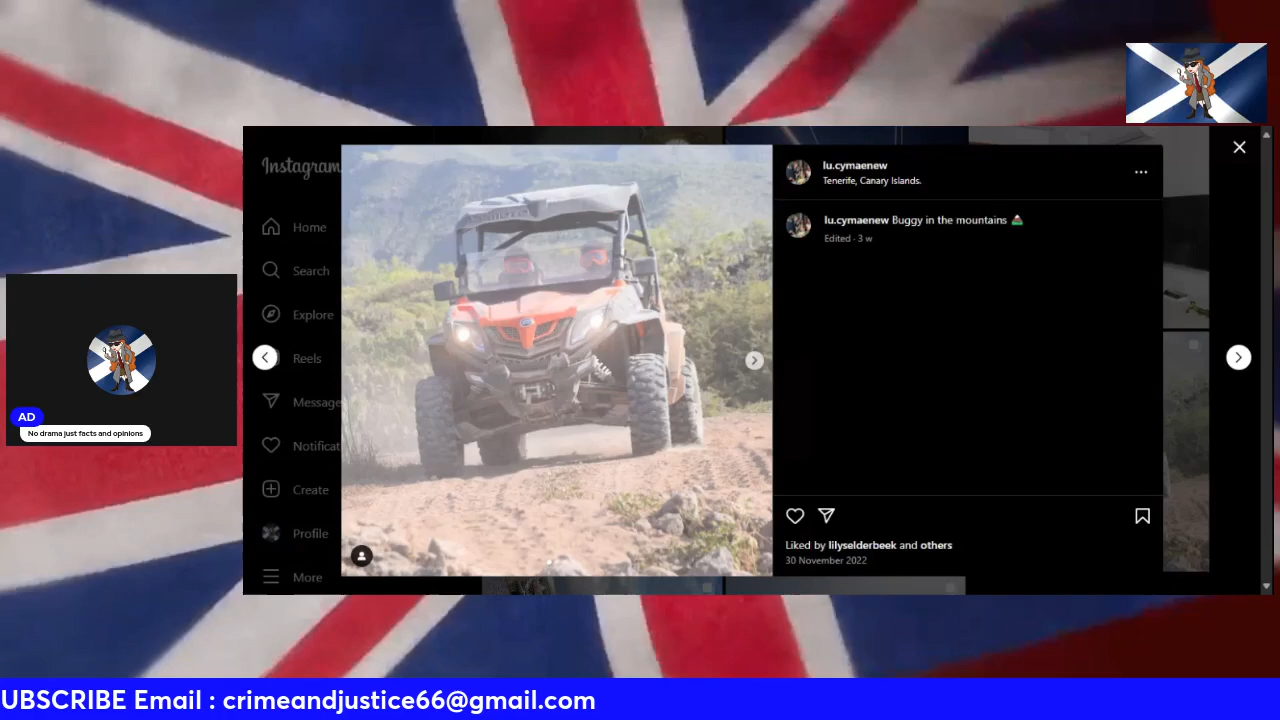 Instagram
Home
Search
Explore
Reels
Message
Notificat
Create
Profile
More
lu.cymaenew
Tenerife, Canary Islands.
lu.cymaenew Buggy in the mountains
Edited · 3 w
Liked by lilyselderbeek and others
30 November 2022
AD
No drama just facts and opinions
UBSCRIBE Email : crimeandjustice66@gmail.com